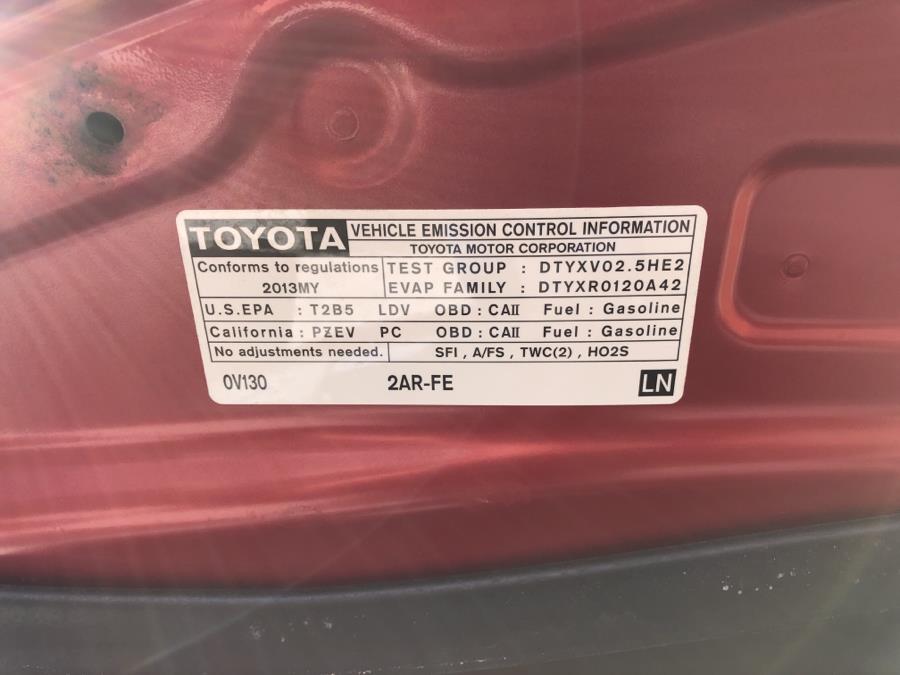 TOYOTA VEHICLE EMISSION CONTROL INFORMATION
TOYOTA MOTOR CORPORATION
Conforms to regulations
2013MY
TEST GROUP : DTYXV02.5HE2
EVAP FAMILY : DTYXR0120A42
U.S.EPA : T2B5 LDV OBD : CAII Fuel : Gasoline
California : PZEV PC OBD : CAII Fuel : Gasoline
No adjustments needed. SFI , A/FS , TWC(2) , HO2S
0V130 2AR-FE LN